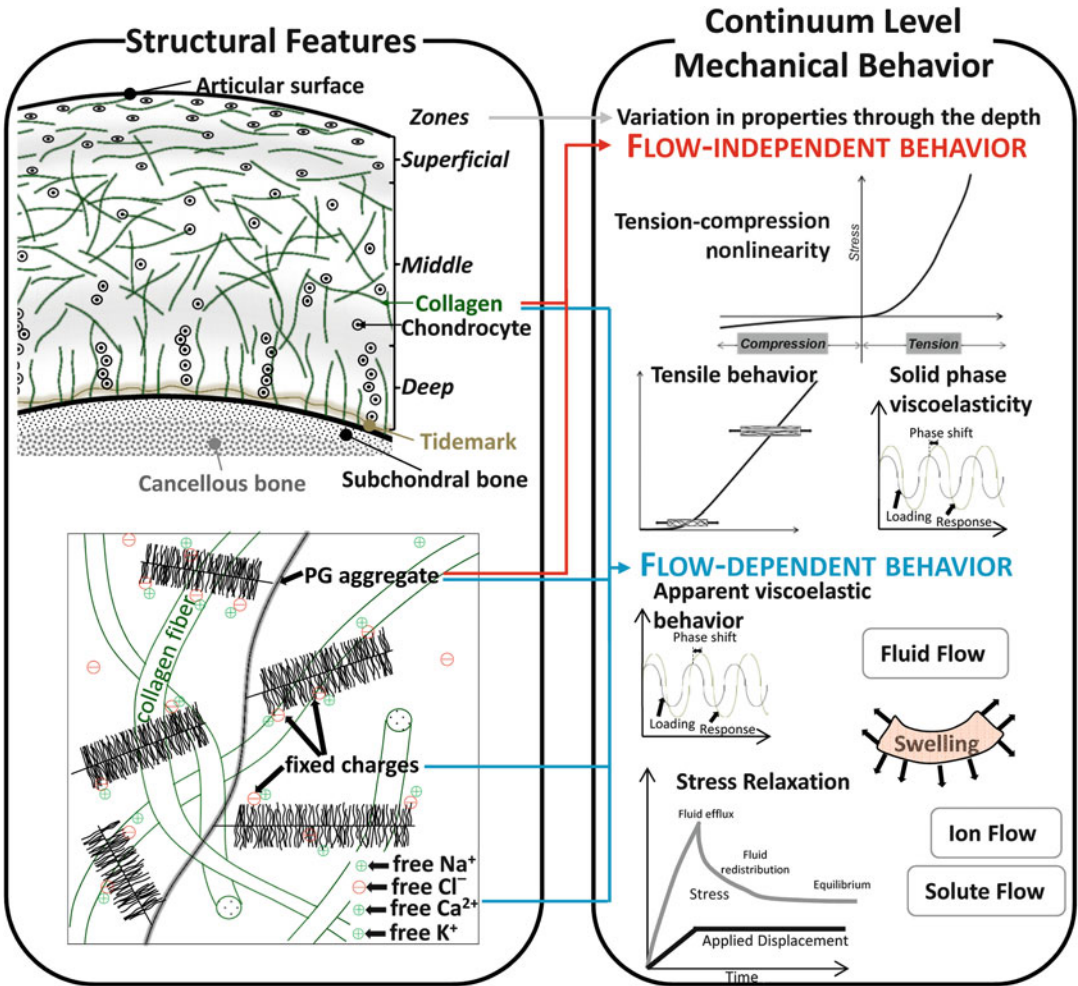 Structural Features
Articular surface
Zones
Superficial
Middle
Collagen
Chondrocyte
Deep
Tidemark
Subchondral bone
Cancellous bone
PG aggregate
collagen fiber
fixed charges
free Na⁺
free Cl⁻
free Ca²⁺
free K⁺
Continuum Level
Mechanical Behavior
Variation in properties through the depth
FLOW-INDEPENDENT BEHAVIOR
Tension-compression
nonlinearity
Stress
Compression
Tension
Tensile behavior
Solid phase
viscoelasticity
Phase shift
Loading
Response
FLOW-DEPENDENT BEHAVIOR
Apparent viscoelastic
behavior
Phase shift
Loading
Response
Fluid Flow
Swelling
Stress Relaxation
Fluid efflux
Fluid
redistribution
Stress
Equilibrium
Applied Displacement
Time
Ion Flow
Solute Flow